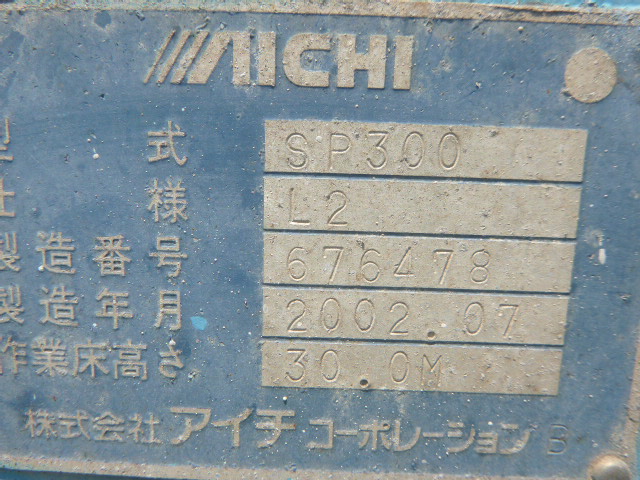 AICHI
型式 SP300
仕様 L2
製造番号 676478
製造年月 2002.07
作業床高さ 30.0M
株式会社 アイチ コーポレーション B